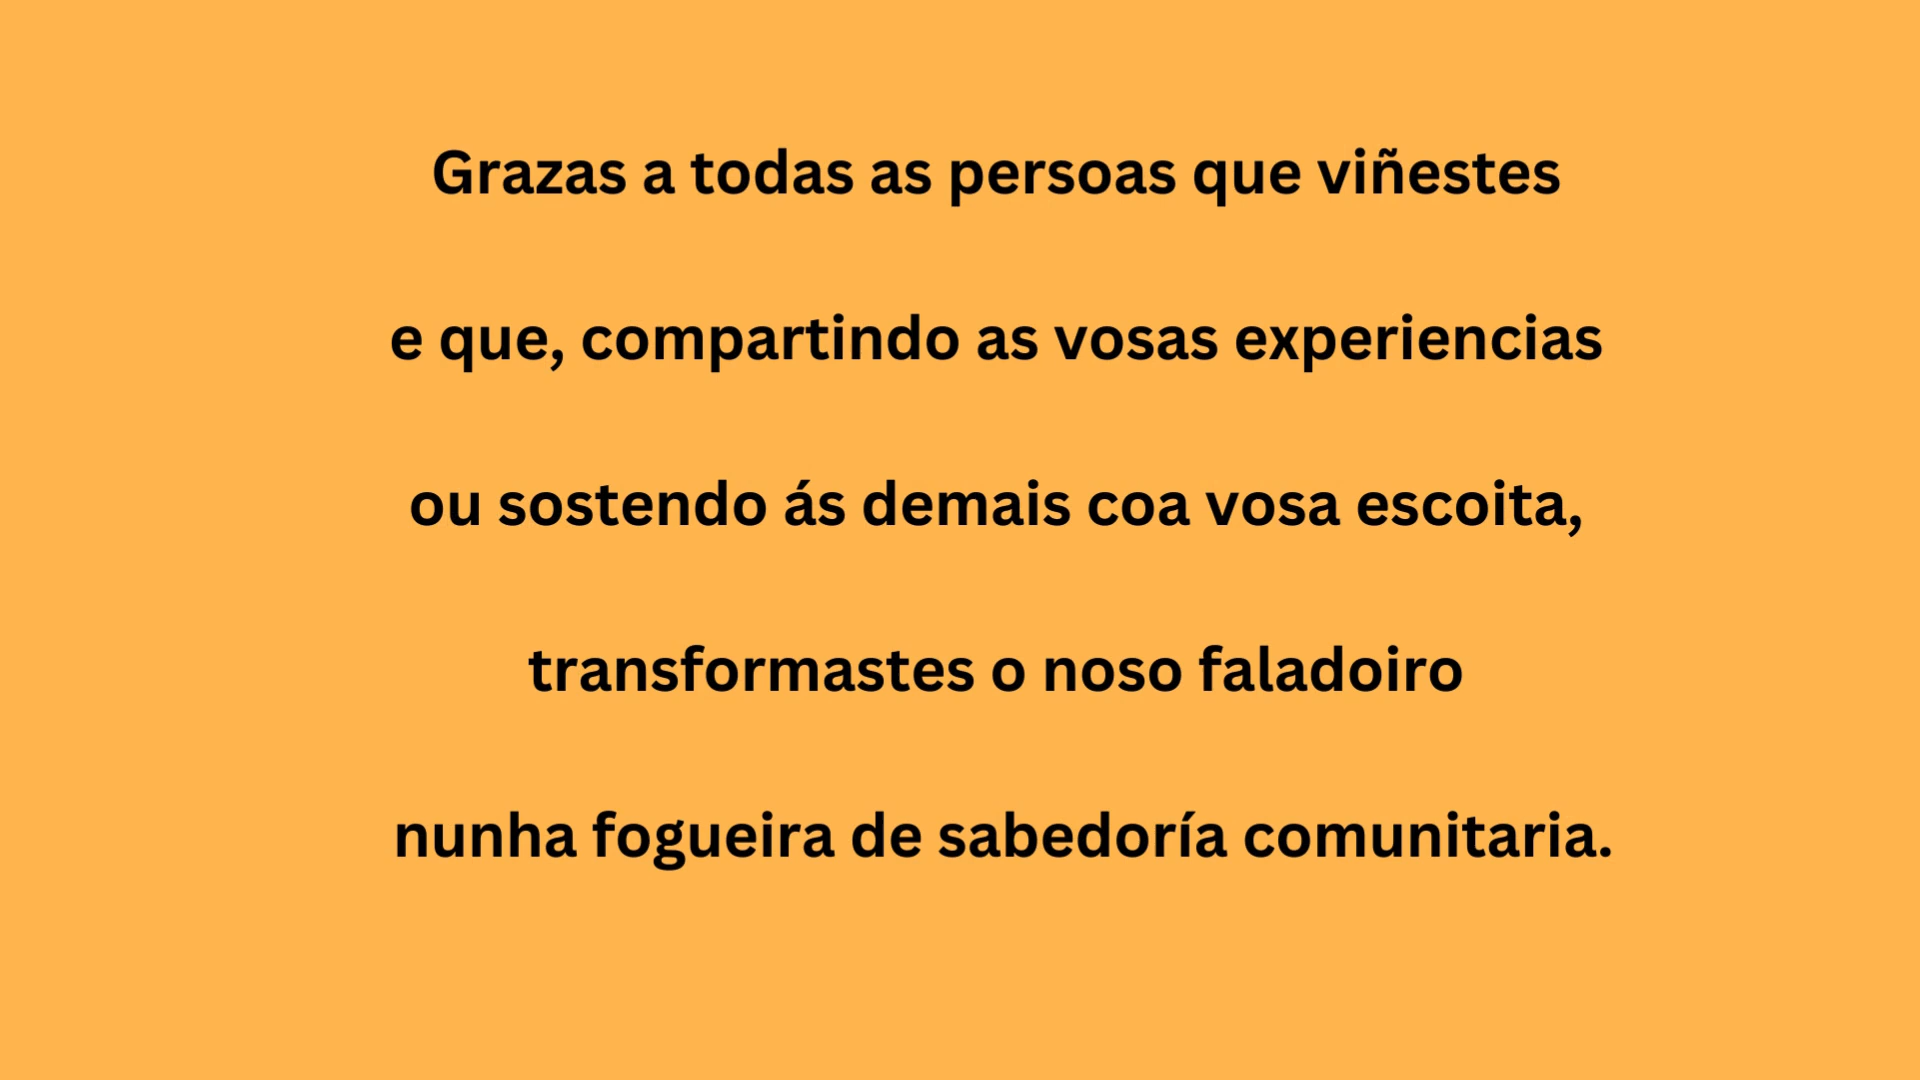 Grazas a todas as persoas que viñestes
e que, compartindo as vosas experiencias
ou sostendo ás demais coa vosa escoita,
transformastes o noso faladoiro
nunha fogueira de sabedoría comunitaria.